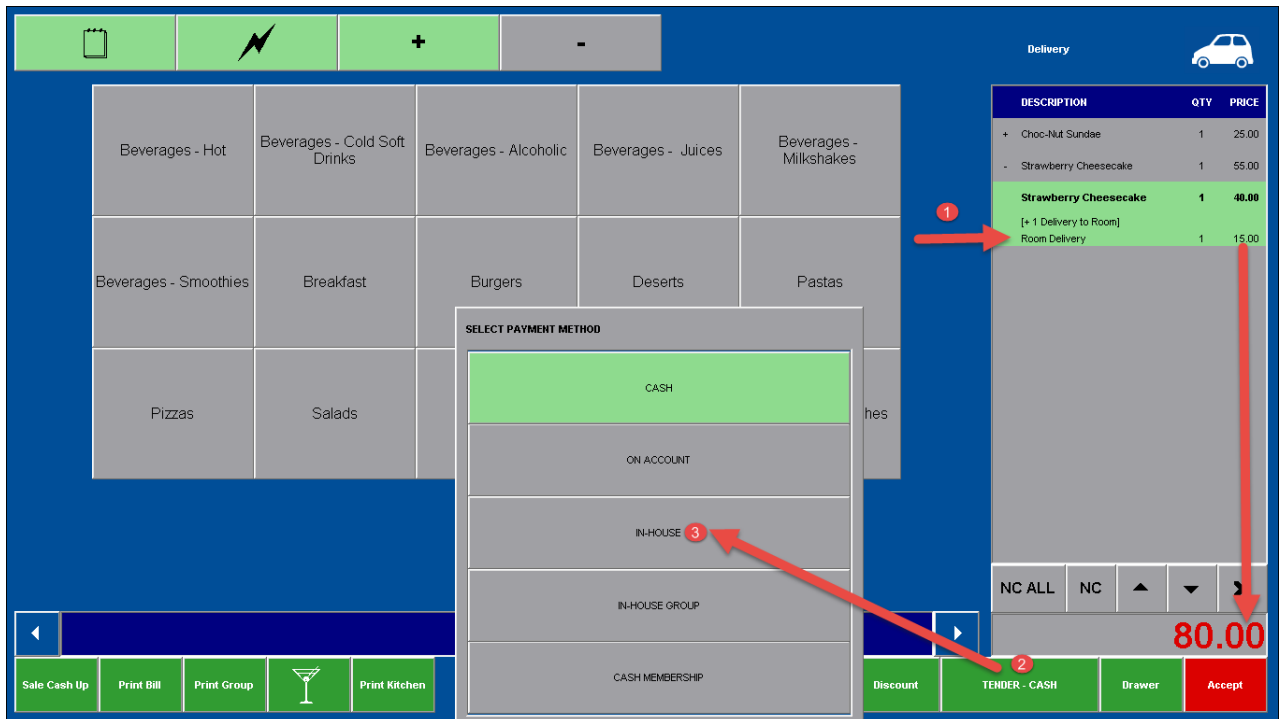 +
-
Delivery
DESCRIPTION QTY PRICE
+ Choc-Nut Sundae 1 25.00
- Strawberry Cheesecake 1 55.00
Strawberry Cheesecake 1 40.00
[+ 1 Delivery to Room]
Room Delivery 1 15.00
1
Beverages - Hot
Beverages - Cold Soft
Drinks
Beverages - Alcoholic
Beverages - Juices
Beverages -
Milkshakes
Beverages - Smoothies
Breakfast
Burgers
Deserts
Pastas
Pizzas
Salads
hes
SELECT PAYMENT METHOD
CASH
ON ACCOUNT
IN-HOUSE 3
IN-HOUSE GROUP
CASH MEMBERSHIP
NC ALL NC
80.00
2
Sale Cash Up
Print Bill
Print Group
Print Kitchen
Discount
TENDER - CASH
Drawer
Accept